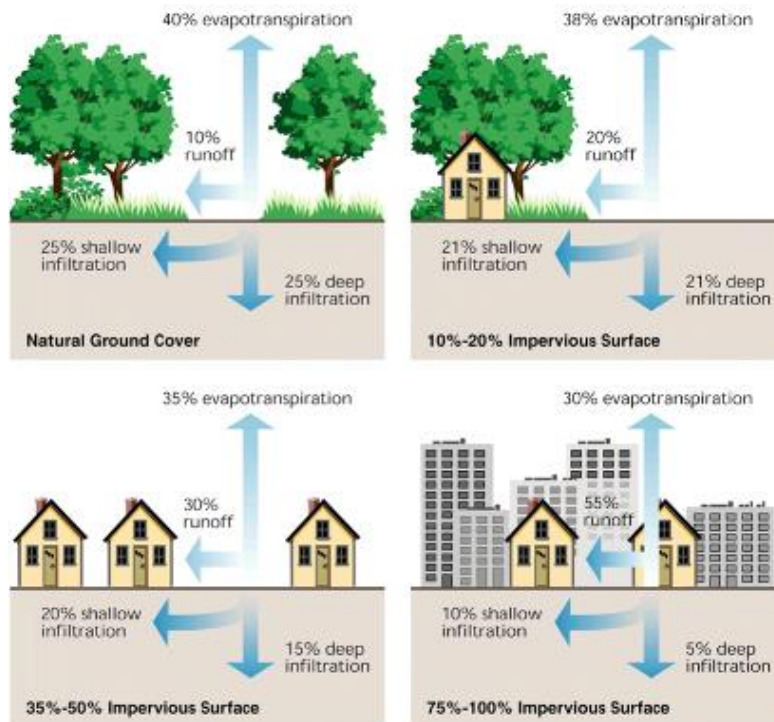 40% evapotranspiration
10%
runoff
25% shallow
infiltration
25% deep
infiltration
Natural Ground Cover
38% evapotranspiration
20%
runoff
21% shallow
infiltration
21% deep
infiltration
10%-20% Impervious Surface
35% evapotranspiration
30%
runoff
20% shallow
infiltration
15% deep
infiltration
35%-50% Impervious Surface
30% evapotranspiration
55%
runoff
10% shallow
infiltration
5% deep
infiltration
75%-100% Impervious Surface